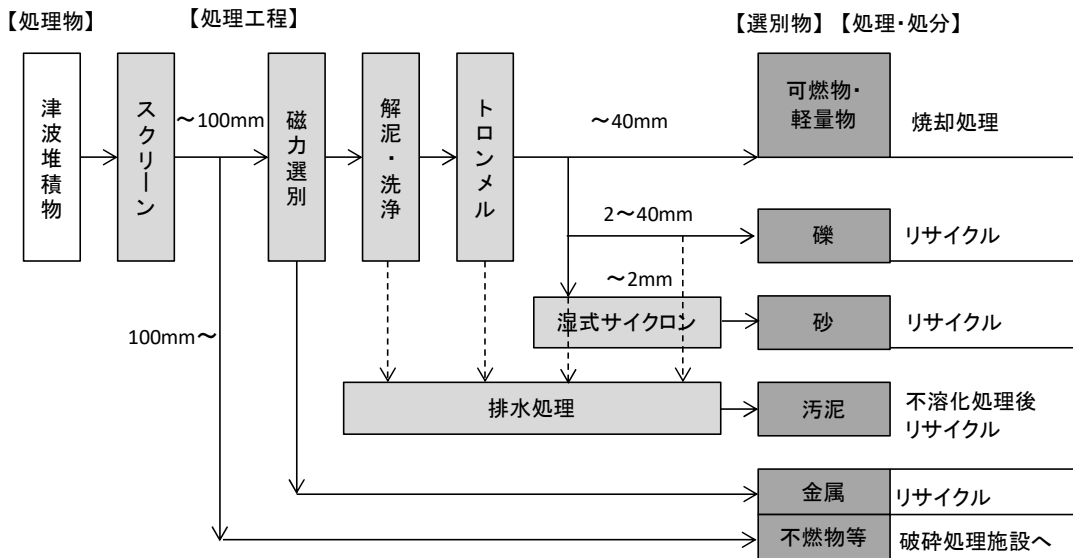 【処理物】
【処理工程】
【選別物】【処理・処分】
津波堆積物
スクリーン
～100mm
磁力選別
解泥・洗浄
トロンメル
～40mm
可燃物・
軽量物
焼却処理
2～40mm
礫
リサイクル
～2mm
湿式サイクロン
砂
リサイクル
100mm～
排水処理
汚泥
不溶化処理後
リサイクル
金属
リサイクル
不燃物等
破砕処理施設へ